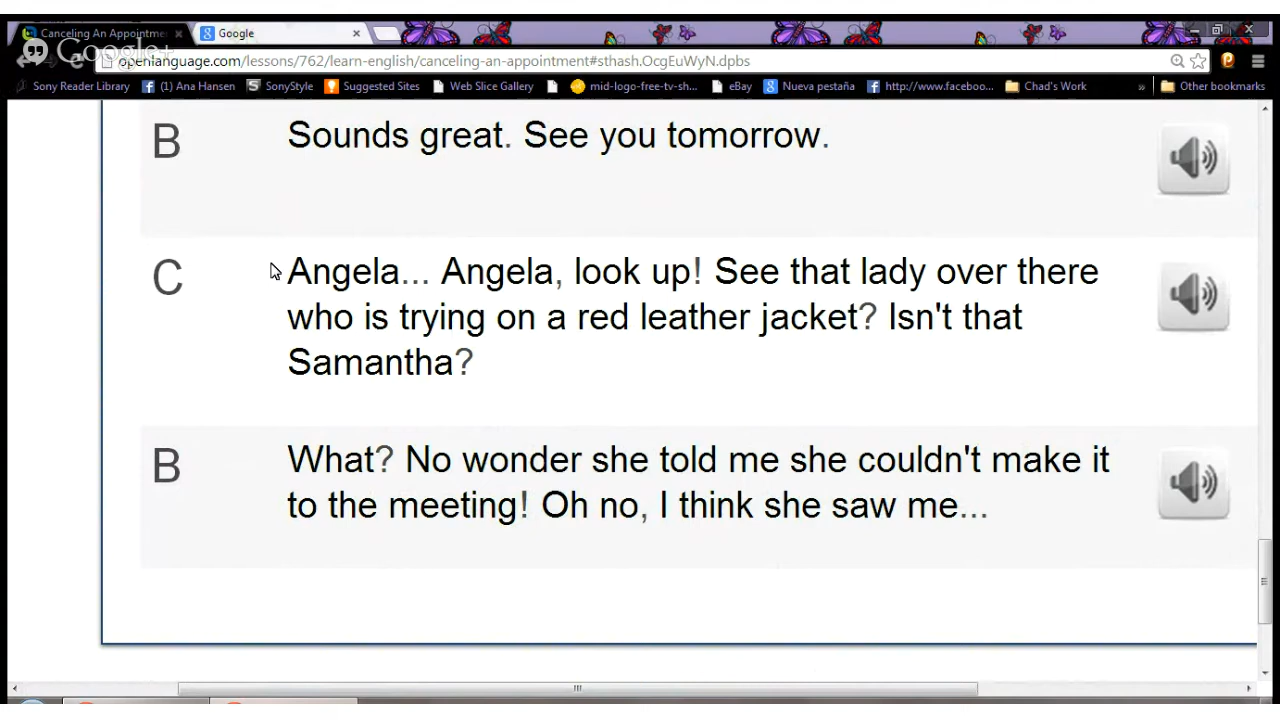 Canceling An Appointme
Google
Google+
openlanguage.com/lessons/762/learn-english/canceling-an-appointment#sthash.OcgEuWyN.dpbs
Sony Reader Library (1) Ana Hansen SonyStyle Suggested Sites Web Slice Gallery mid-logo-free-tv-sh... eBay Nueva pestaña http://www.faceboo... Chad's Work » Other bookmarks
B Sounds great. See you tomorrow.
C Angela... Angela, look up! See that lady over there
who is trying on a red leather jacket? Isn't that
Samantha?
B What? No wonder she told me she couldn't make it
to the meeting! Oh no, I think she saw me...